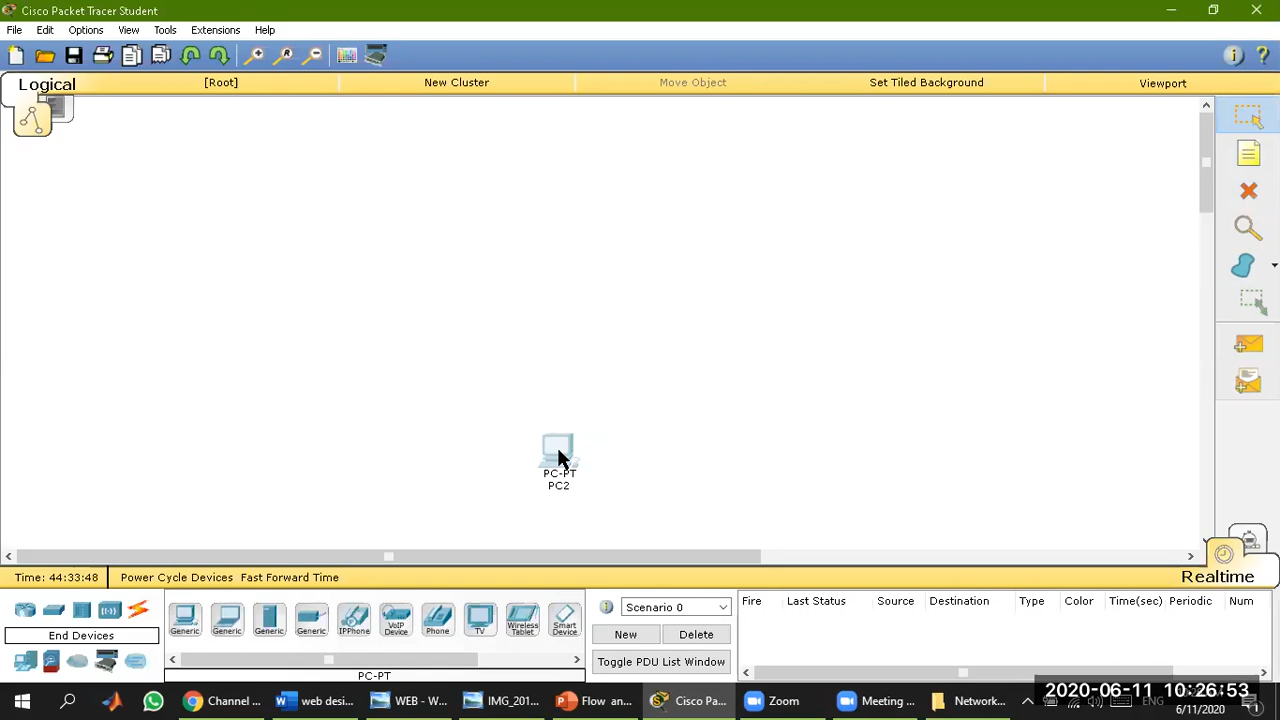 Cisco Packet Tracer Student
File Edit Options View Tools Extensions Help
Logical [Root] New Cluster Move Object Set Tiled Background Viewport
PC-PT
PC2
Time: 44:33:48 Power Cycle Devices Fast Forward Time Realtime
End Devices
Generic Generic Generic Generic IPPhone VoIP Device Phone TV Wireless Tablet Smart Device
PC-PT
Scenario 0
New Delete
Toggle PDU List Window
Fire Last Status Source Destination Type Color Time(sec) Periodic Num
Channel ... web desi... WEB - W... IMG_201... Flow an... Cisco Pa... Zoom Meeting ... Network... ENG
2020-06-11 10:26:53
6/11/2020